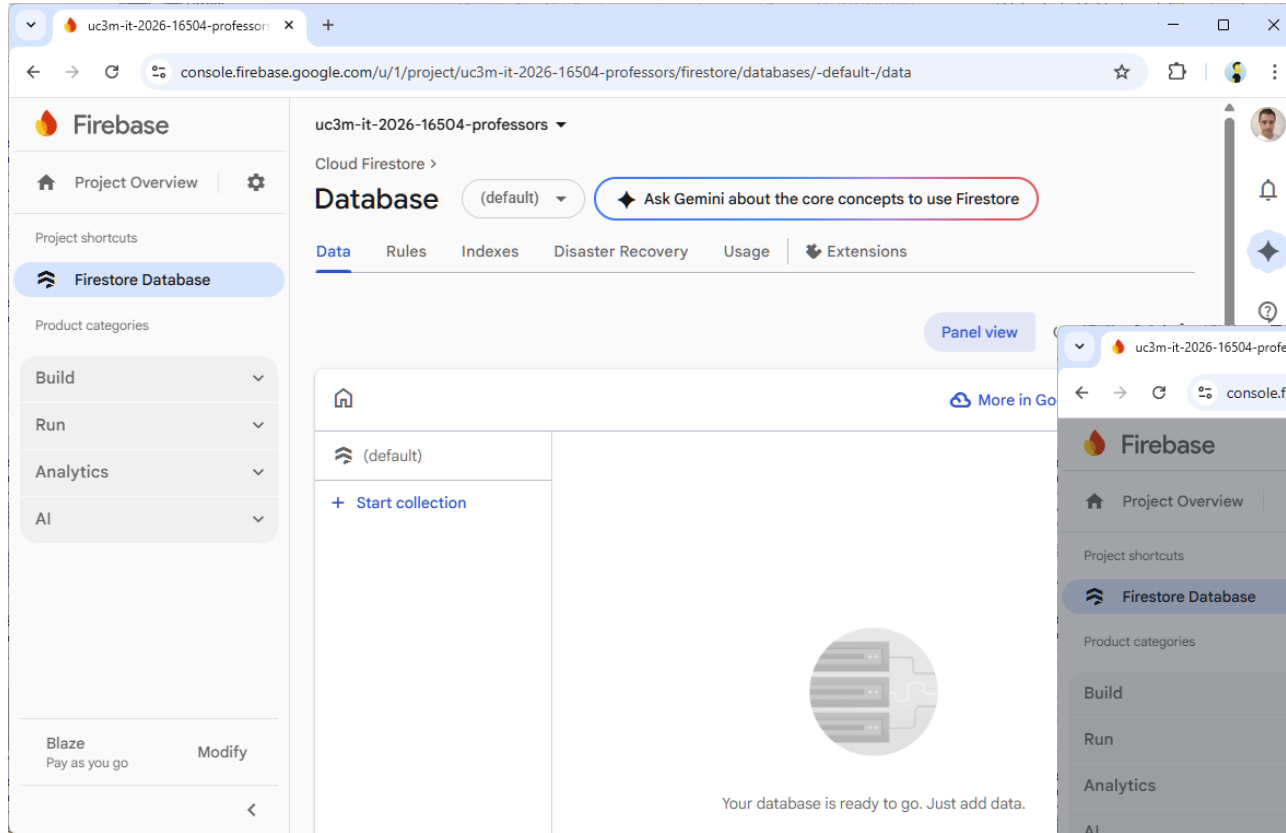 uc3m-it-2026-16504-professors
console.firebase.google.com/u/1/project/uc3m-it-2026-16504-professors/firestore/databases/-default-/data
Firebase
Project Overview
Project shortcuts
Firestore Database
Product categories
Build
Run
Analytics
AI
Blaze
Pay as you go
Modify
uc3m-it-2026-16504-professors
Cloud Firestore >
Database
(default)
Ask Gemini about the core concepts to use Firestore
Data Rules Indexes Disaster Recovery Usage Extensions
Panel view
More in Go
(default)
+ Start collection
Your database is ready to go. Just add data.
uc3m-it-2026-16504-profe
console.f
Firebase
Project Overview
Project shortcuts
Firestore Database
Product categories
Build
Run
Analytics
AI